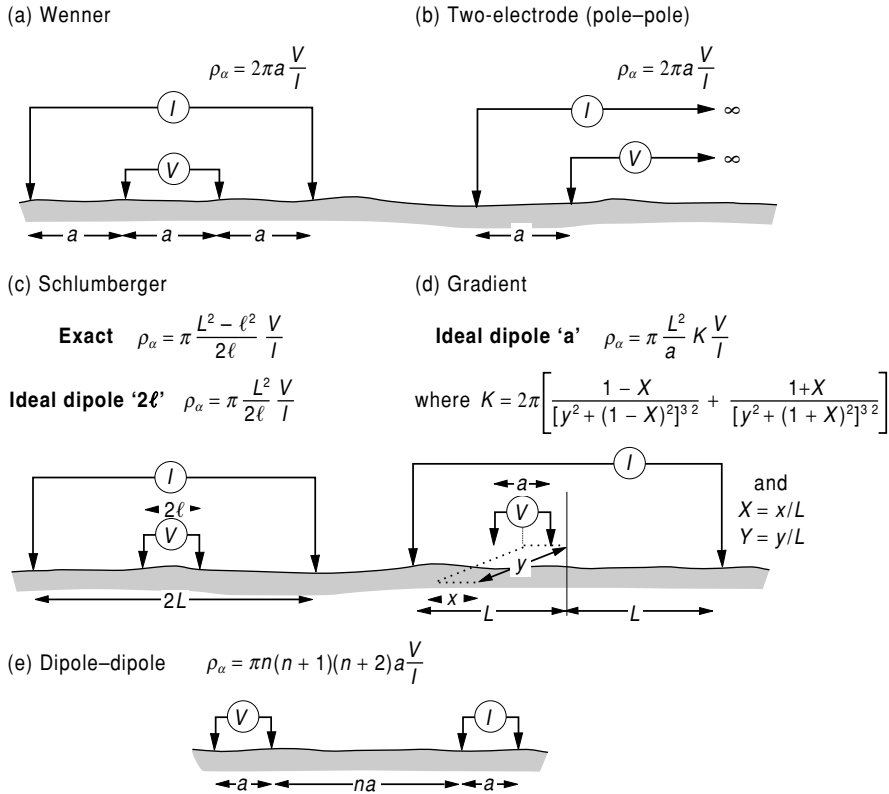 (a) Wenner
ρα = 2πa V/I
I
V
a a a
(b) Two-electrode (pole–pole)
ρα = 2πa V/I
I ∞
V ∞
a
(c) Schlumberger
Exact ρα = π (L² − ℓ²)/2ℓ V/I
Ideal dipole ‘2ℓ’ ρα = π L²/2ℓ V/I
I
2ℓ
V
2L
(d) Gradient
Ideal dipole ‘a’ ρα = π L²/a K V/I
where K = 2π[(1 − X)/[y² + (1 − X)²]^3 2 + (1+X)/[y² + (1 + X)²]^3 2]
I
a
V
and
X = x/L
Y = y/L
y
x
L L
(e) Dipole–dipole ρα = πn(n + 1)(n + 2)a V/I
V I
a na a